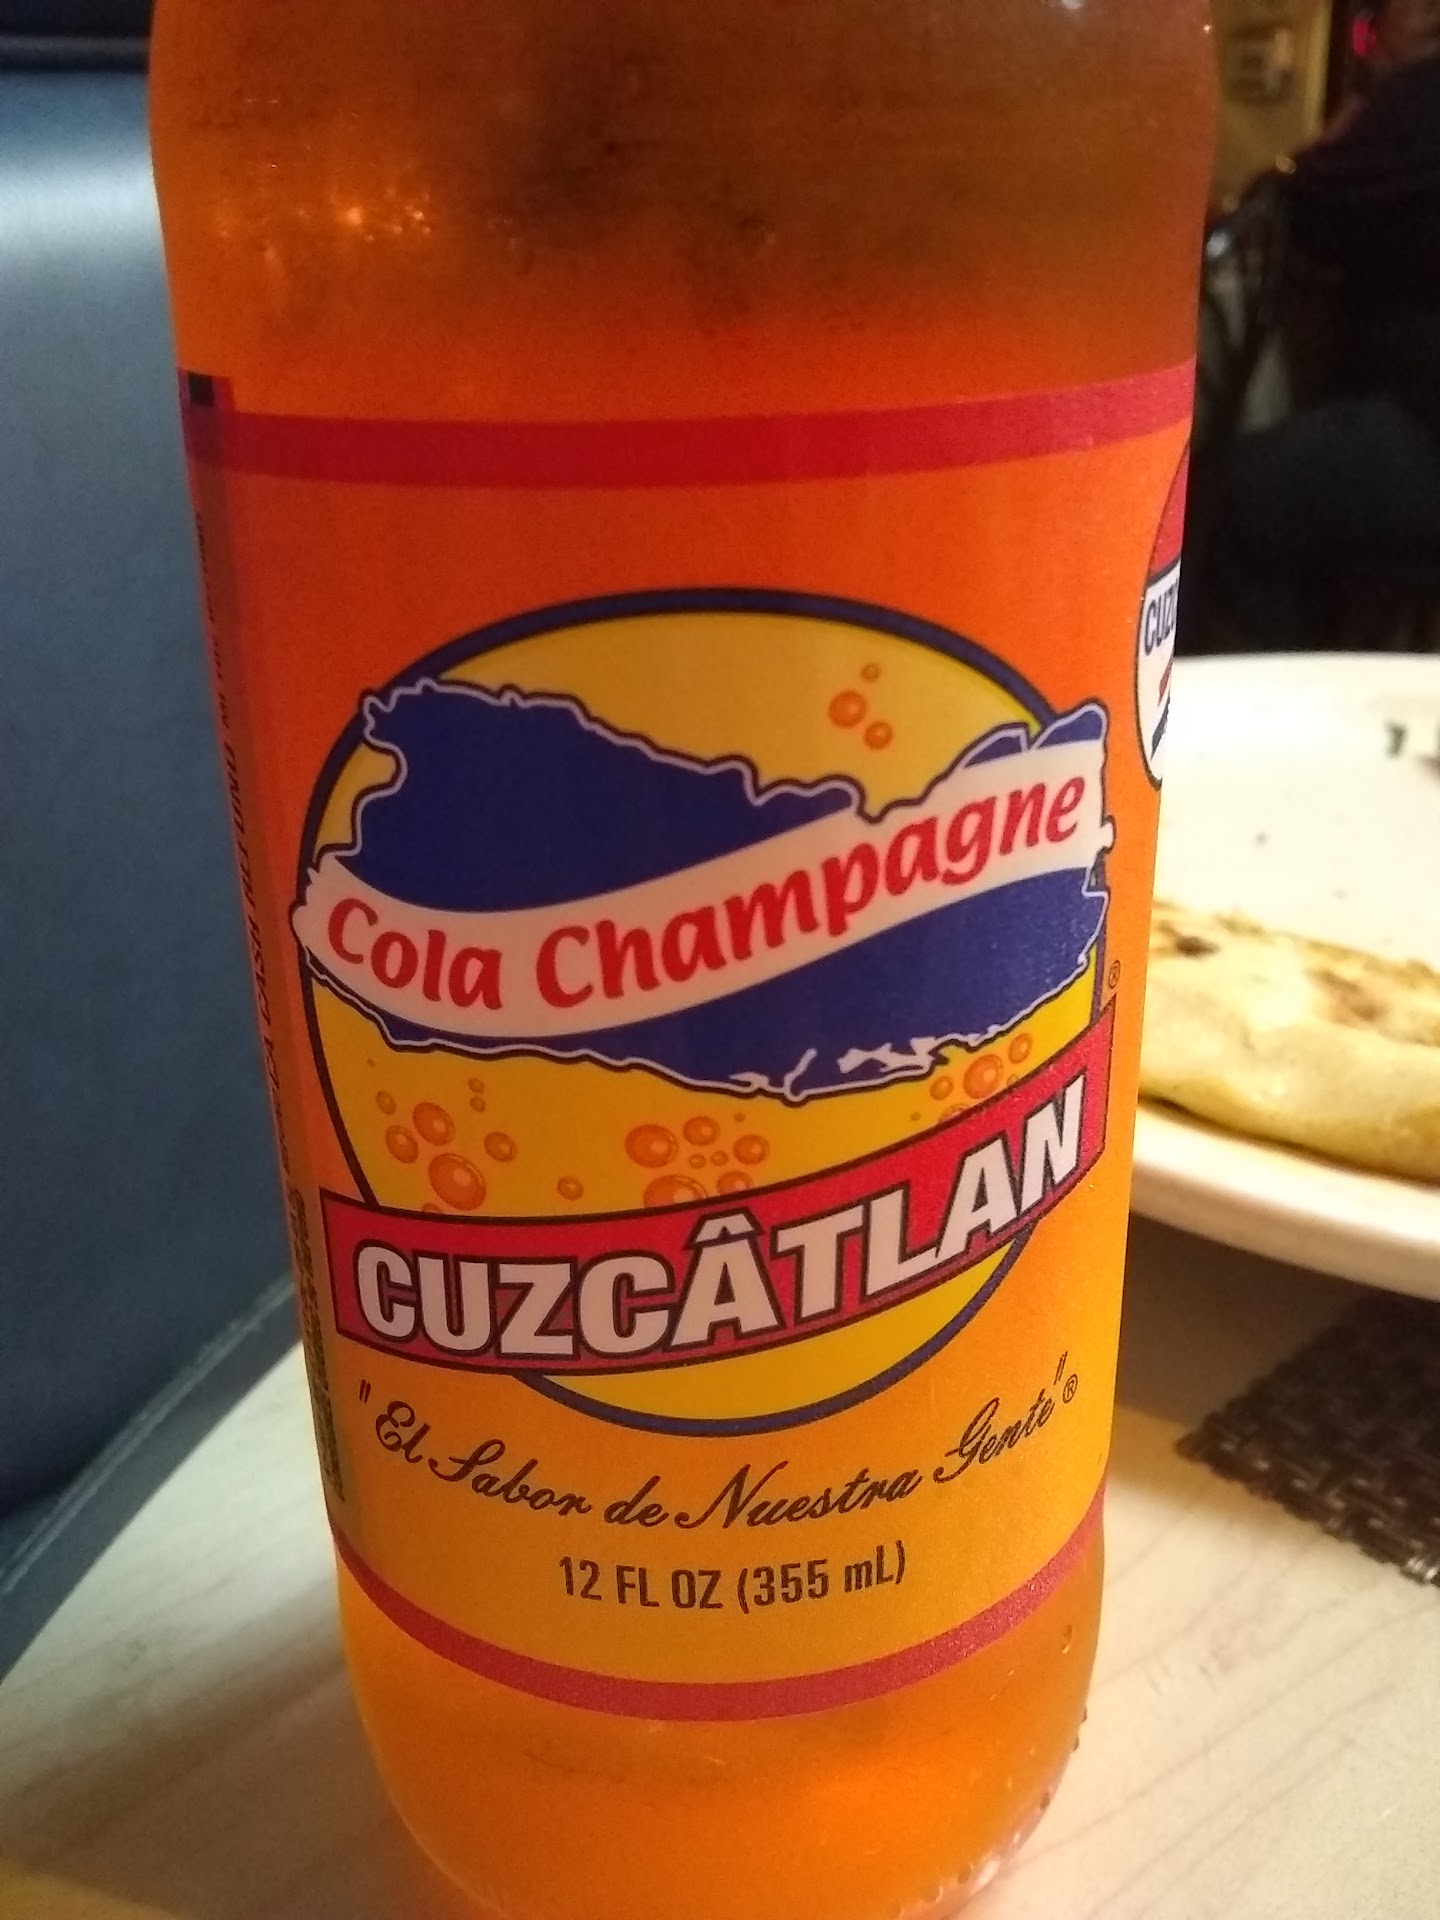 Cola Champagne
®
CUZCÂTLAN
"El Sabor de Nuestra Gente"®
12 FL OZ (355 mL)